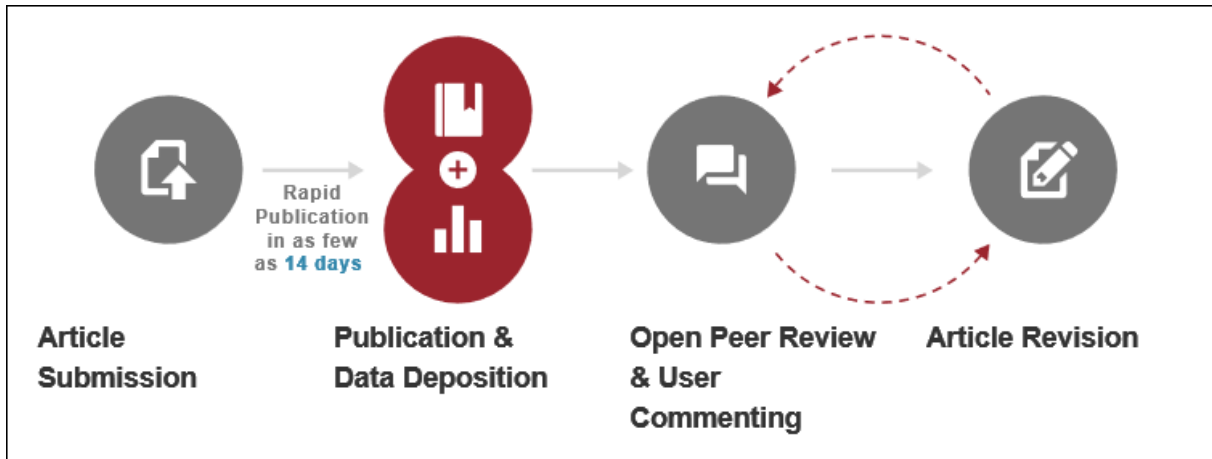 Rapid
Publication
in as few
as 14 days
Article
Submission
Publication &
Data Deposition
Open Peer Review
& User
Commenting
Article Revision